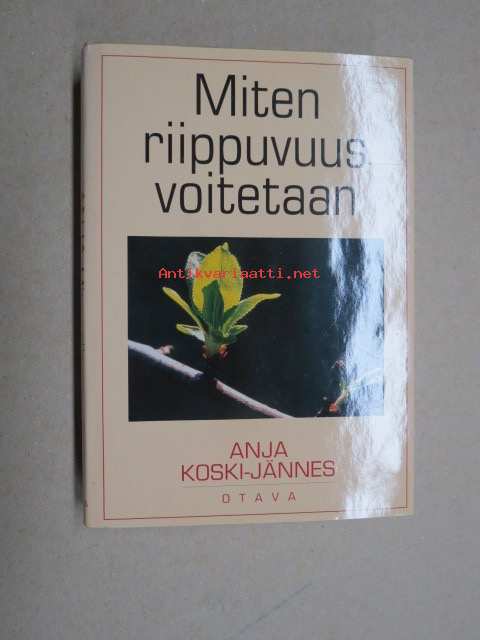 Miten
riippuvuus
voitetaan
Antikvariaatti.net
ANJA
KOSKI-JÄNNES
OTAVA